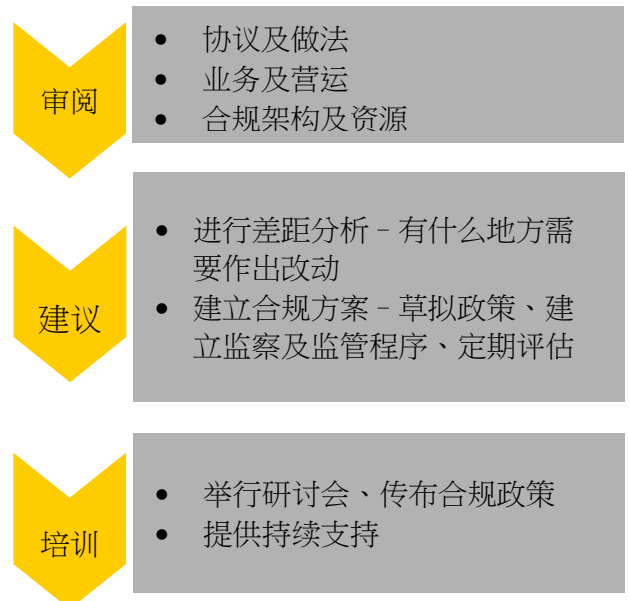 审阅
• 协议及做法
• 业务及营运
• 合规架构及资源
建议
• 进行差距分析 – 有什么地方需
要作出改动
• 建立合规方案 – 草拟政策、建
立监察及监管程序、定期评估
培训
• 举行研讨会、传布合规政策
• 提供持续支持